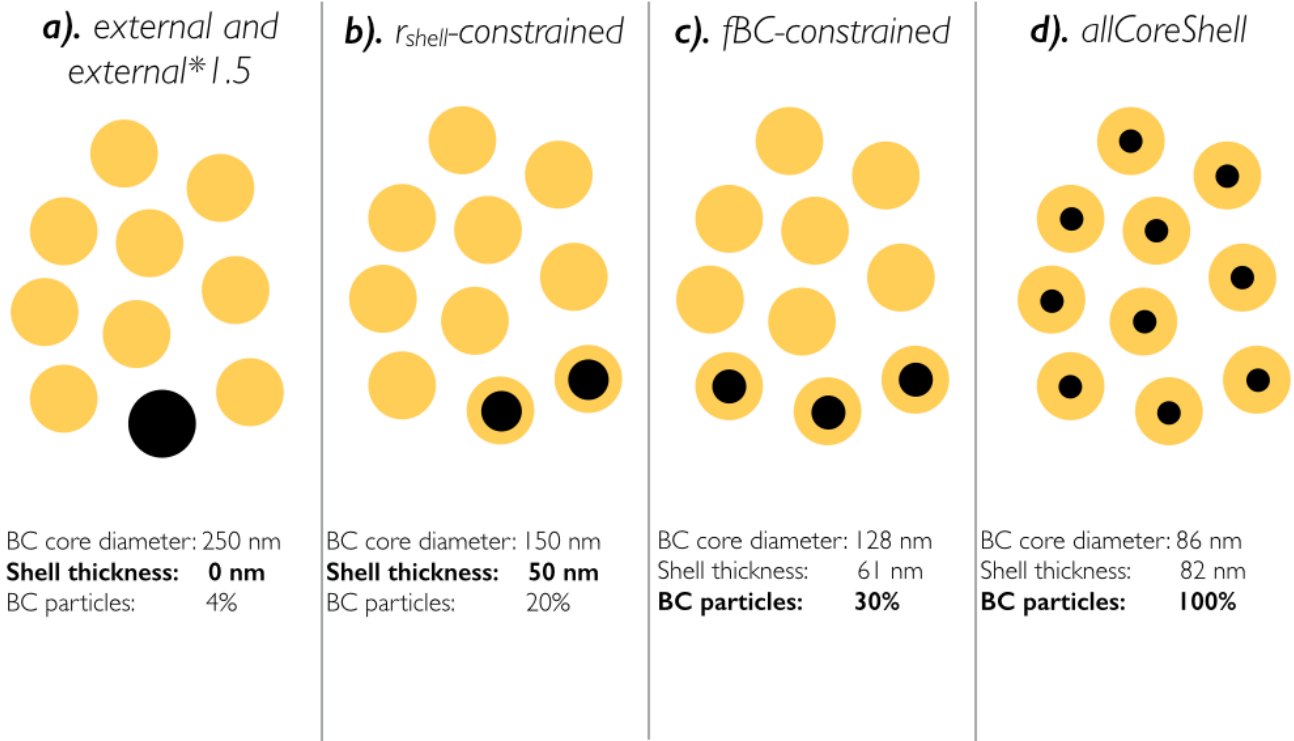 a). external and
external*1.5
b). rshell-constrained
c). fBC-constrained
d). allCoreShell
BC core diameter: 250 nm
Shell thickness: 0 nm
BC particles: 4%
BC core diameter: 150 nm
Shell thickness: 50 nm
BC particles: 20%
BC core diameter: 128 nm
Shell thickness: 61 nm
BC particles: 30%
BC core diameter: 86 nm
Shell thickness: 82 nm
BC particles: 100%